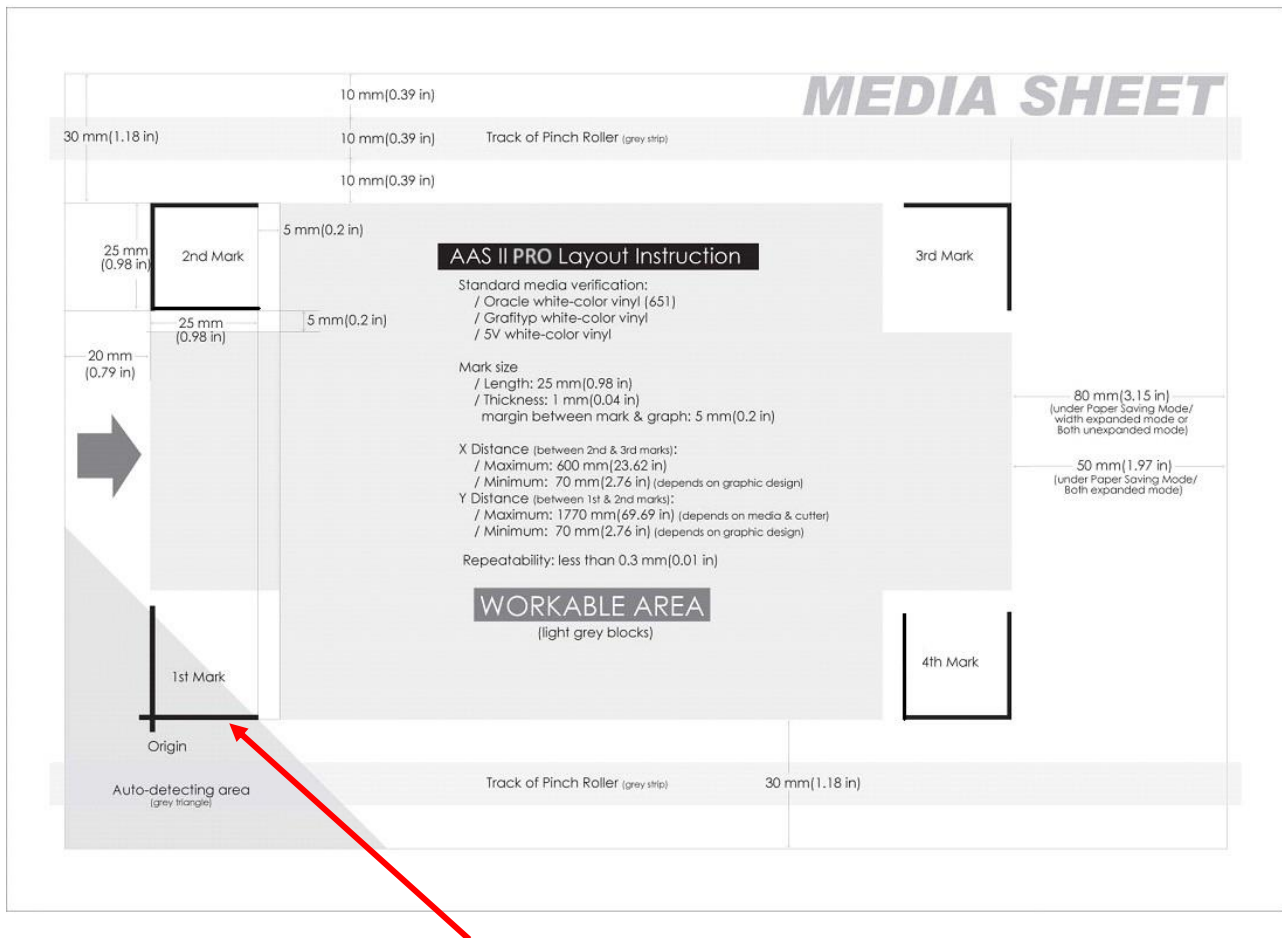 MEDIA SHEET
10 mm(0.39 in)
30 mm(1.18 in)
10 mm(0.39 in)
Track of Pinch Roller (grey strip)
10 mm(0.39 in)
25 mm
(0.98 in)
2nd Mark
5 mm(0.2 in)
3rd Mark
25 mm
(0.98 in)
5 mm(0.2 in)
20 mm
(0.79 in)
AAS II PRO Layout Instruction
Standard media verification:
/ Oracle white-color vinyl (651)
/ Grafityp white-color vinyl
/ 5V white-color vinyl
Mark size
/ Length: 25 mm(0.98 in)
/ Thickness: 1 mm(0.04 in)
margin between mark & graph: 5 mm(0.2 in)
X Distance (between 2nd & 3rd marks):
/ Maximum: 600 mm(23.62 in)
/ Minimum: 70 mm(2.76 in) (depends on graphic design)
Y Distance (between 1st & 2nd marks):
/ Maximum: 1770 mm(69.69 in) (depends on media & cutter)
/ Minimum: 70 mm(2.76 in) (depends on graphic design)
Repeatability: less than 0.3 mm(0.01 in)
80 mm(3.15 in)
(under Paper Saving Mode/
width expanded mode or
Both unexpanded mode)
50 mm(1.97 in)
(under Paper Saving Mode/
Both expanded mode)
WORKABLE AREA
(light grey blocks)
1st Mark
4th Mark
Origin
Auto-detecting area
(grey triangle)
Track of Pinch Roller (grey strip)
30 mm(1.18 in)